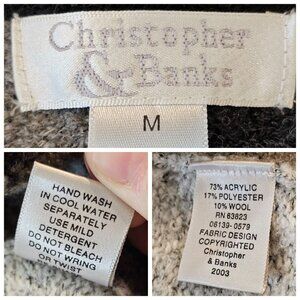 Christopher
& Banks
M
HAND WASH
IN COOL WATER
SEPARATELY
USE MILD
DETERGENT
DO NOT BLEACH
DO NOT WRING
OR TWIST
73% ACRYLIC
17% POLYESTER
10% WOOL
RN 63823
06139-0579
FABRIC DESIGN
COPYRIGHTED
Christopher
& Banks
2003